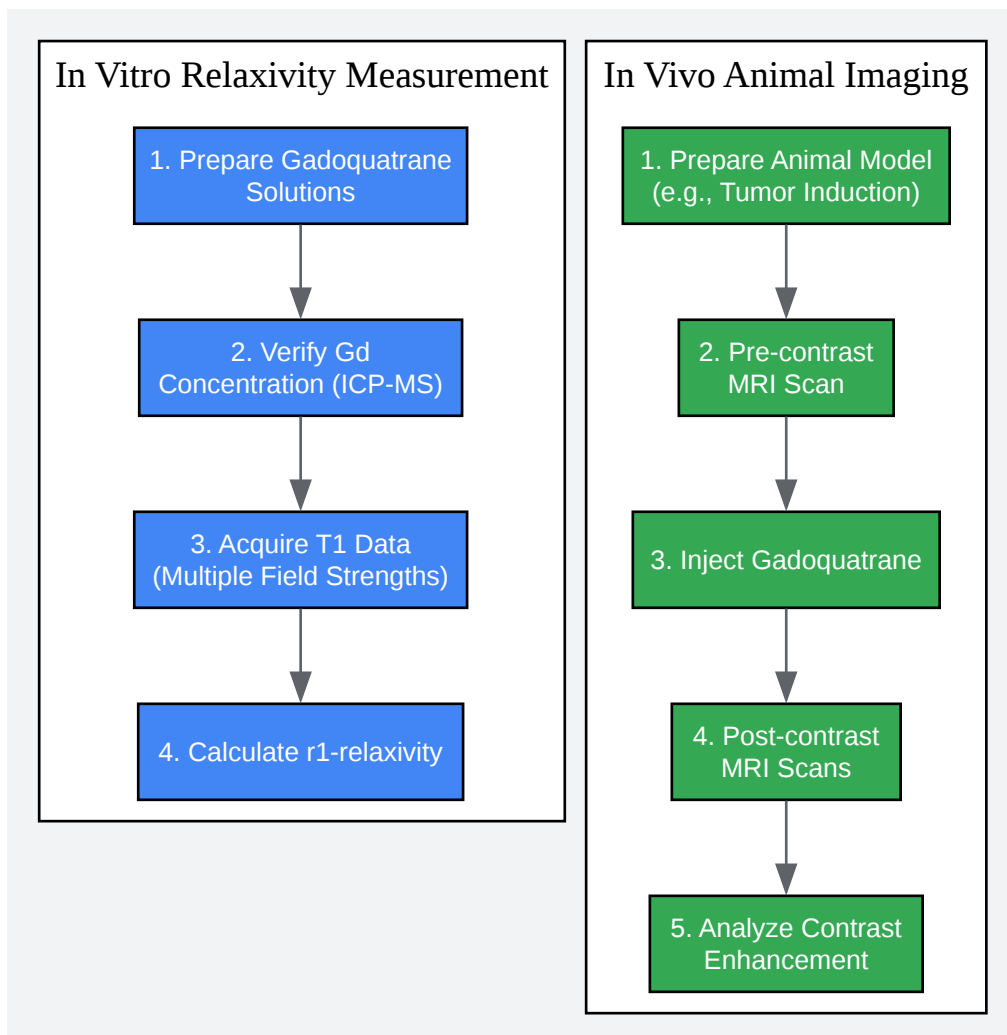 In Vitro Relaxivity Measurement
1. Prepare Gadoquatrane
Solutions
2. Verify Gd
Concentration (ICP-MS)
3. Acquire T1 Data
(Multiple Field Strengths)
4. Calculate r1-relaxivity
In Vivo Animal Imaging
1. Prepare Animal Model
(e.g., Tumor Induction)
2. Pre-contrast
MRI Scan
3. Inject Gadoquatrane
4. Post-contrast
MRI Scans
5. Analyze Contrast
Enhancement